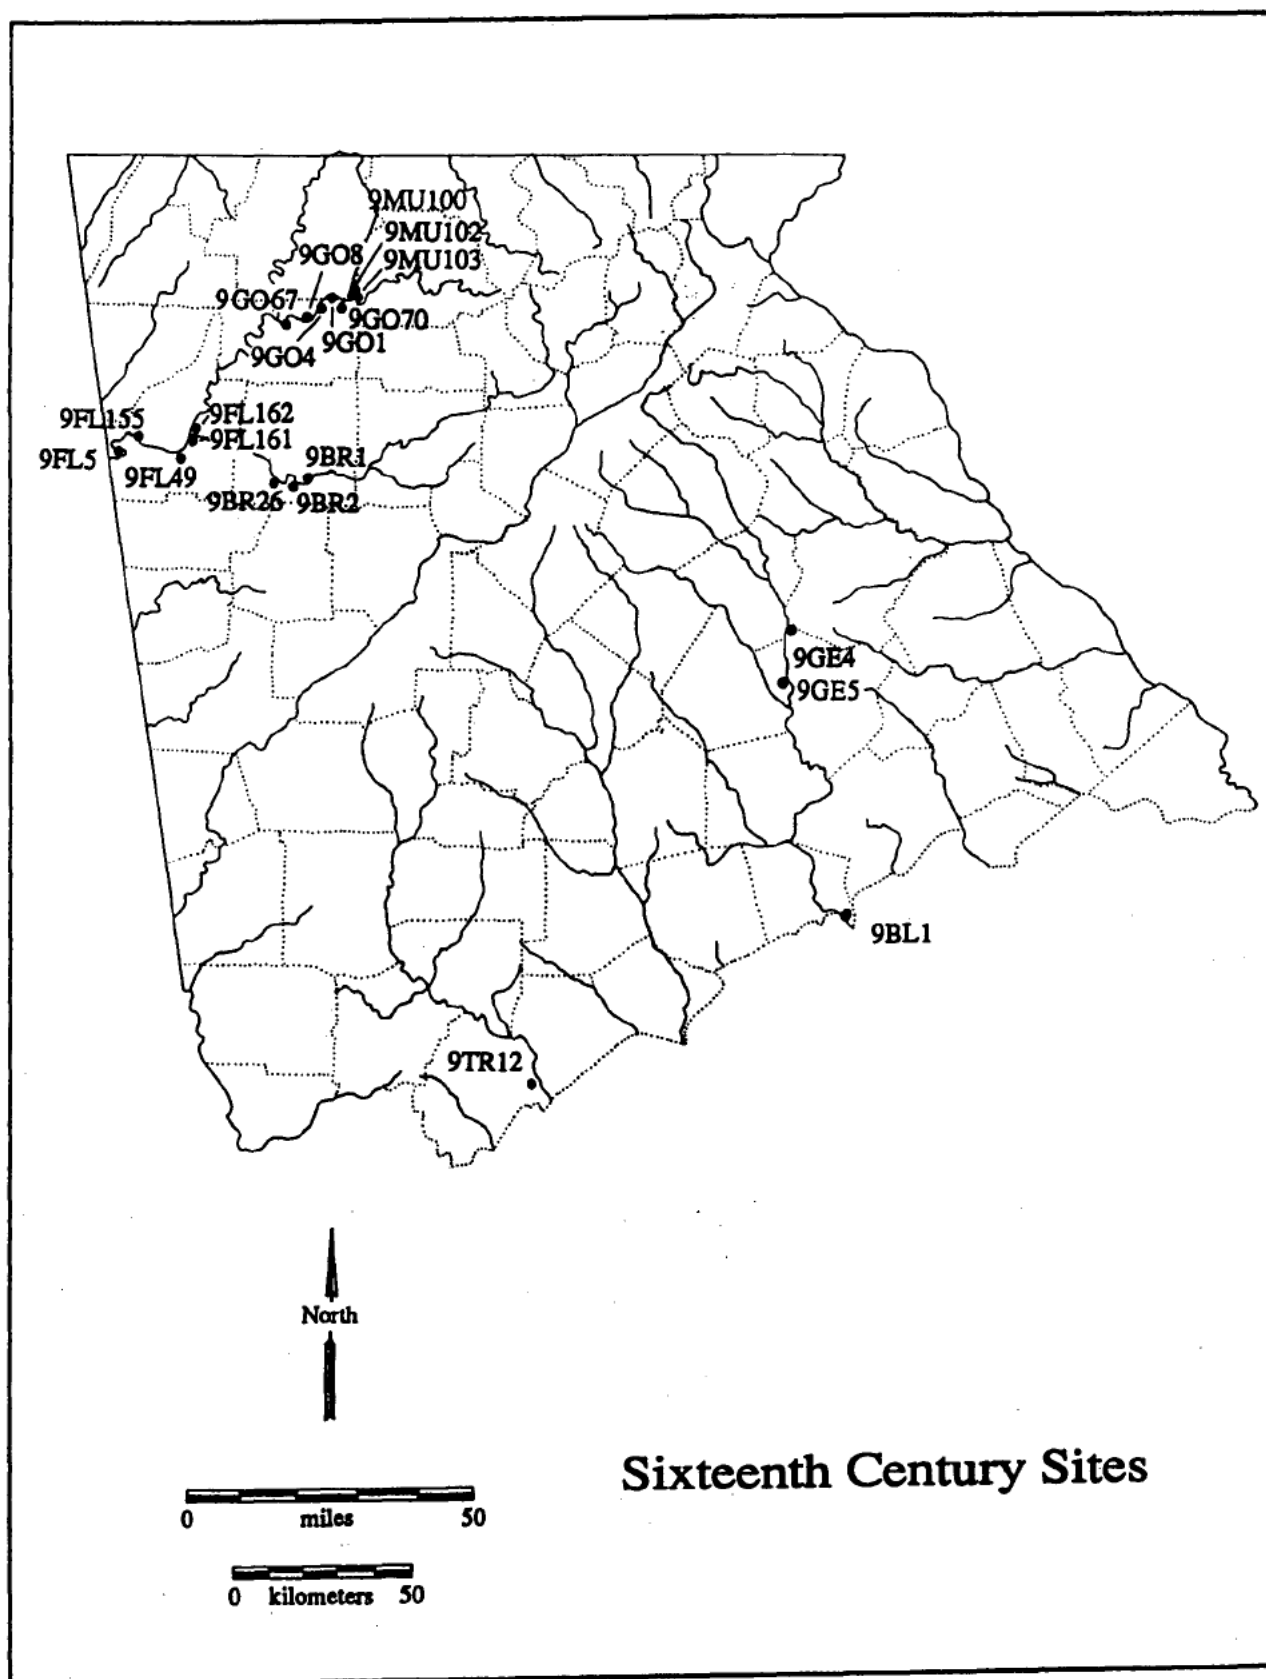 9MU100
9MU102
9GO8
9MU103
9GO67
9GO70
9GO1
9GO4
9FL155
9FL162
9FL161
9FL5
9FL49
9BR1
9BR26
9BR2
9GE4
9GE5
9BL1
9TR12
North
Sixteenth Century Sites
0 miles 50
0 kilometers 50